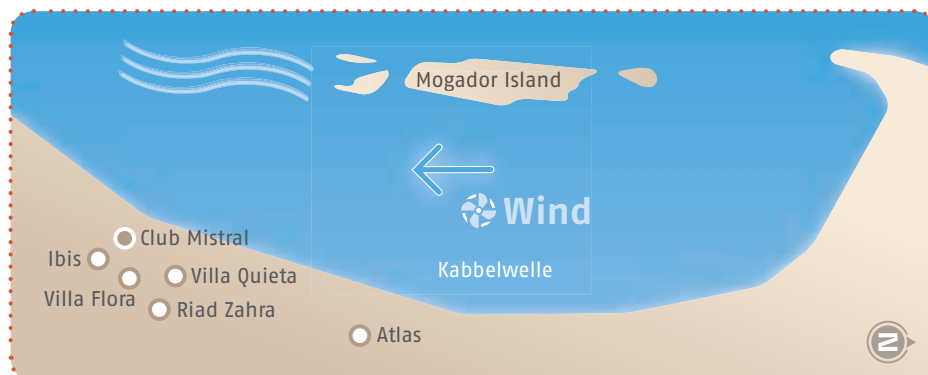 Mogador Island
Wind
Club Mistral
Ibis
Kabbelwelle
Villa Quieta
Villa Flora
Riad Zahra
Atlas
N